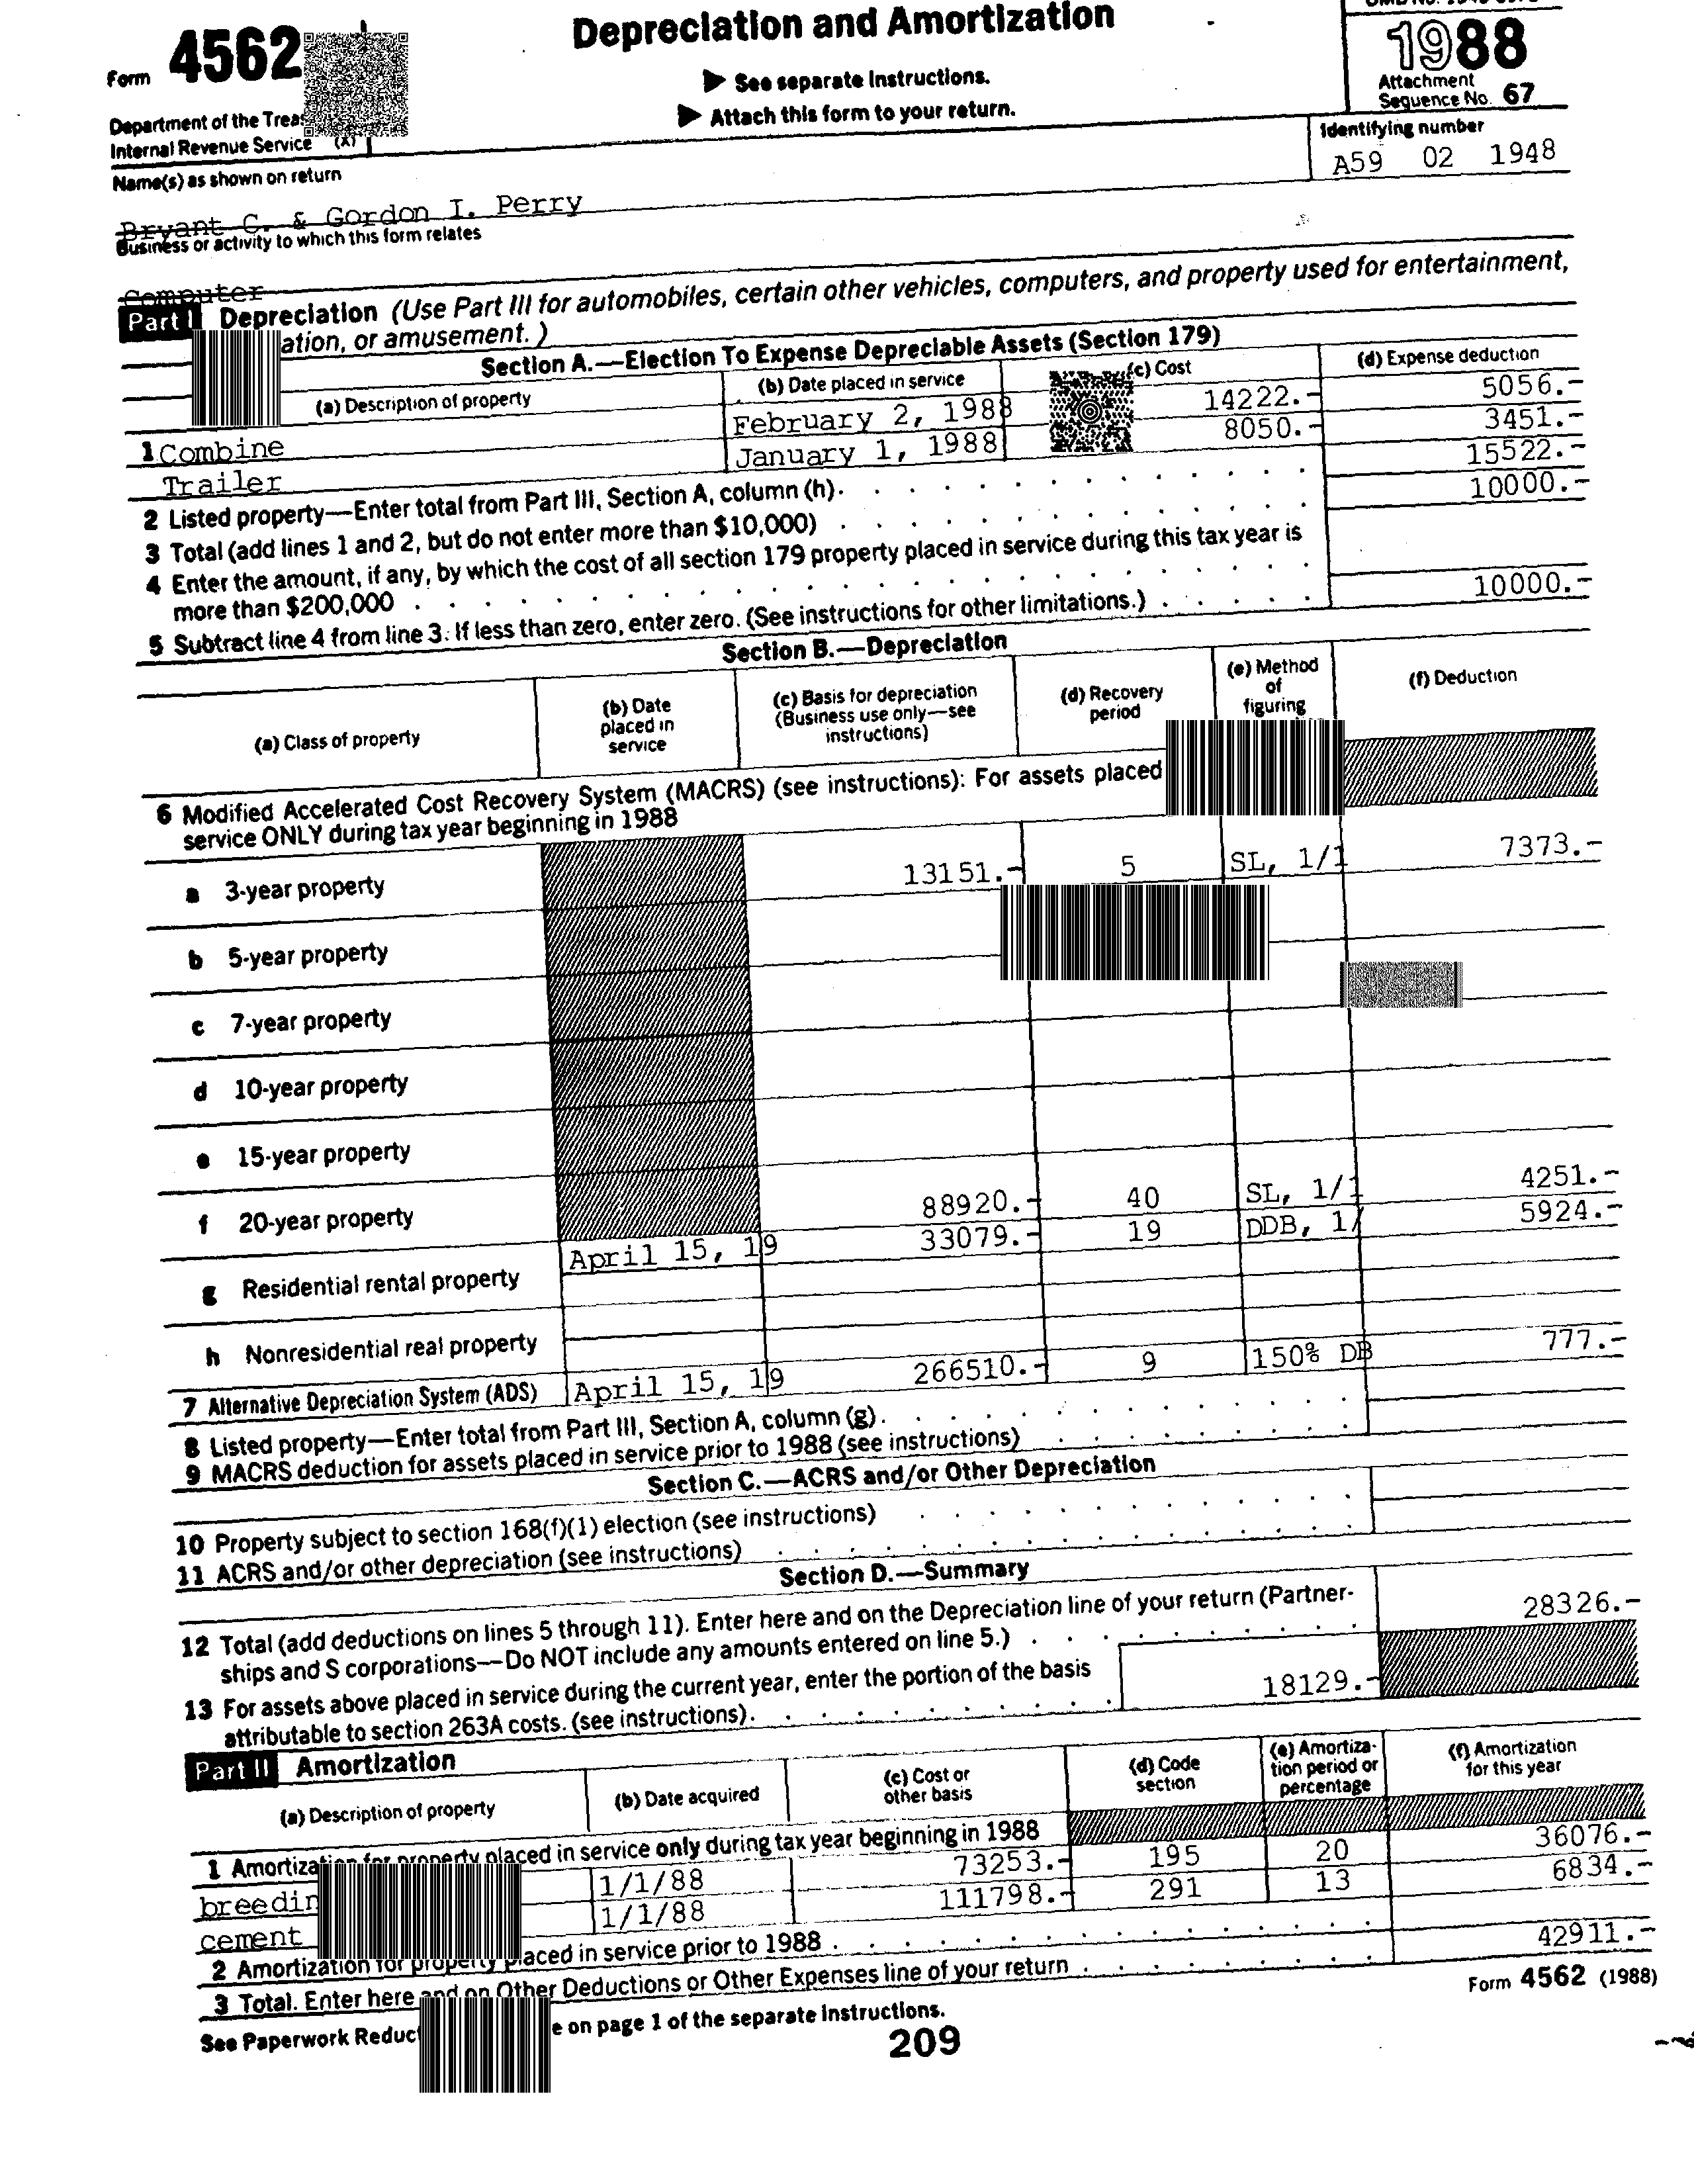 Form 4562
Depreciation and Amortization
1988
▶ See separate Instructions.
▶ Attach this form to your return.
Attachment
Sequence No. 67
Department of the Treas
Internal Revenue Service (X)
Identifying number
A59 02 1948
Name(s) as shown on return
Bryant C. & Gordon I. Perry
Business or activity to which this form relates
Computer
Part I Depreciation (Use Part III for automobiles, certain other vehicles, computers, and property used for entertainment,
ation, or amusement. )
Section A.—Election To Expense Depreciable Assets (Section 179)
(a) Description of property (b) Date placed in service (c) Cost (d) Expense deduction
1 Combine February 2, 1988 14222.- 5056.-
Trailer January 1, 1988 8050.- 3451.-
2 Listed property—Enter total from Part III, Section A, column (h). 15522.-
3 Total (add lines 1 and 2, but do not enter more than $10,000) 10000.-
4 Enter the amount, if any, by which the cost of all section 179 property placed in service during this tax year is
more than $200,000
5 Subtract line 4 from line 3. If less than zero, enter zero. (See instructions for other limitations.) 10000.-
Section B.—Depreciation
(a) Class of property (b) Date placed in service (c) Basis for depreciation (Business use only—see instructions) (d) Recovery period (e) Method of figuring (f) Deduction
6 Modified Accelerated Cost Recovery System (MACRS) (see instructions): For assets placed
service ONLY during tax year beginning in 1988
a 3-year property 13151.- 5 SL, 1/1 7373.-
b 5-year property
c 7-year property
d 10-year property
e 15-year property
f 20-year property 88920.- 40 SL, 1/1 4251.-
g Residential rental property April 15, 19 33079.- 19 DDB, 1/ 5924.-
h Nonresidential real property
7 Alternative Depreciation System (ADS) April 15, 19 266510.- 9 150% DB 777.-
8 Listed property—Enter total from Part III, Section A, column (g).
9 MACRS deduction for assets placed in service prior to 1988 (see instructions)
Section C.—ACRS and/or Other Depreciation
10 Property subject to section 168(f)(1) election (see instructions)
11 ACRS and/or other depreciation (see instructions)
Section D.—Summary
12 Total (add deductions on lines 5 through 11). Enter here and on the Depreciation line of your return (Partner-
ships and S corporations—Do NOT include any amounts entered on line 5.) 28326.-
13 For assets above placed in service during the current year, enter the portion of the basis
attributable to section 263A costs. (see instructions). 18129.-
Part II Amortization
(a) Description of property (b) Date acquired (c) Cost or other basis (d) Code section (e) Amortiza- tion period or percentage (f) Amortization for this year
1 Amortization for property placed in service only during tax year beginning in 1988
breedin 1/1/88 73253.- 195 20 36076.-
cement 1/1/88 111798.- 291 13 6834.-
2 Amortization for property placed in service prior to 1988
3 Total. Enter here and on Other Deductions or Other Expenses line of your return 42911.-
See Paperwork Reduct e on page 1 of the separate instructions.
Form 4562 (1988)
209